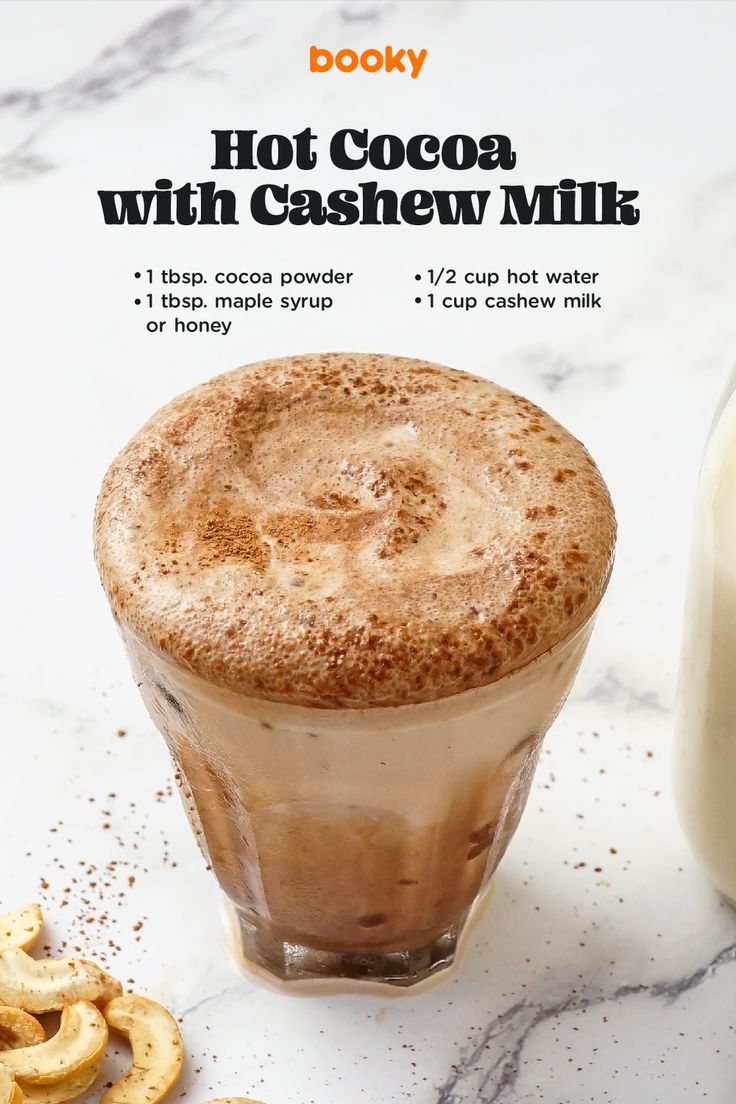 booky
Hot Cocoa
with Cashew Milk
• 1 tbsp. cocoa powder
• 1 tbsp. maple syrup
or honey
• 1/2 cup hot water
• 1 cup cashew milk